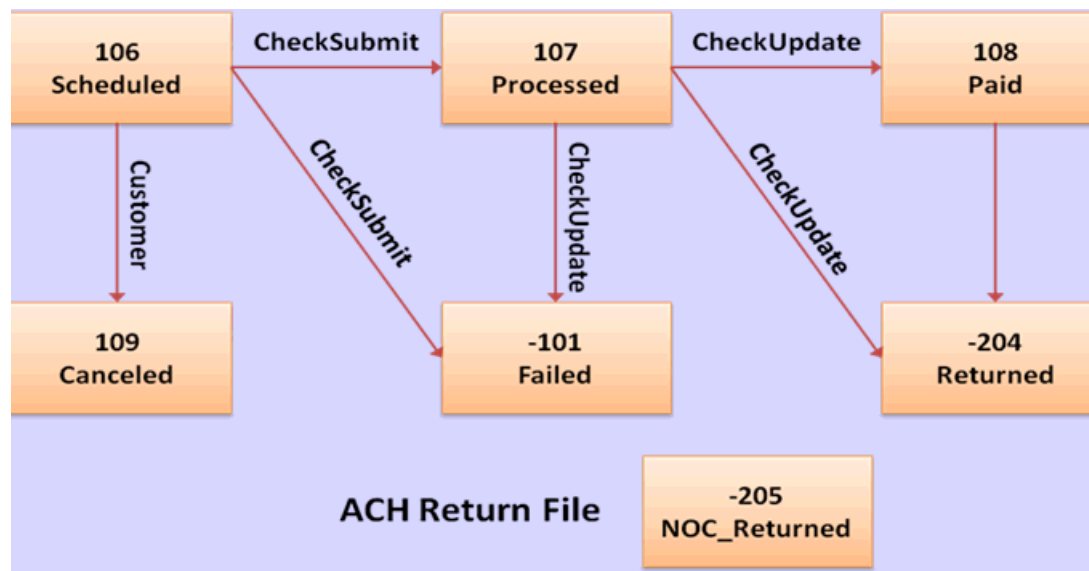 106
Scheduled
CheckSubmit
107
Processed
CheckUpdate
108
Paid
Customer
CheckSubmit
CheckUpdate
CheckUpdate
109
Canceled
-101
Failed
-204
Returned
ACH Return File
-205
NOC_Returned